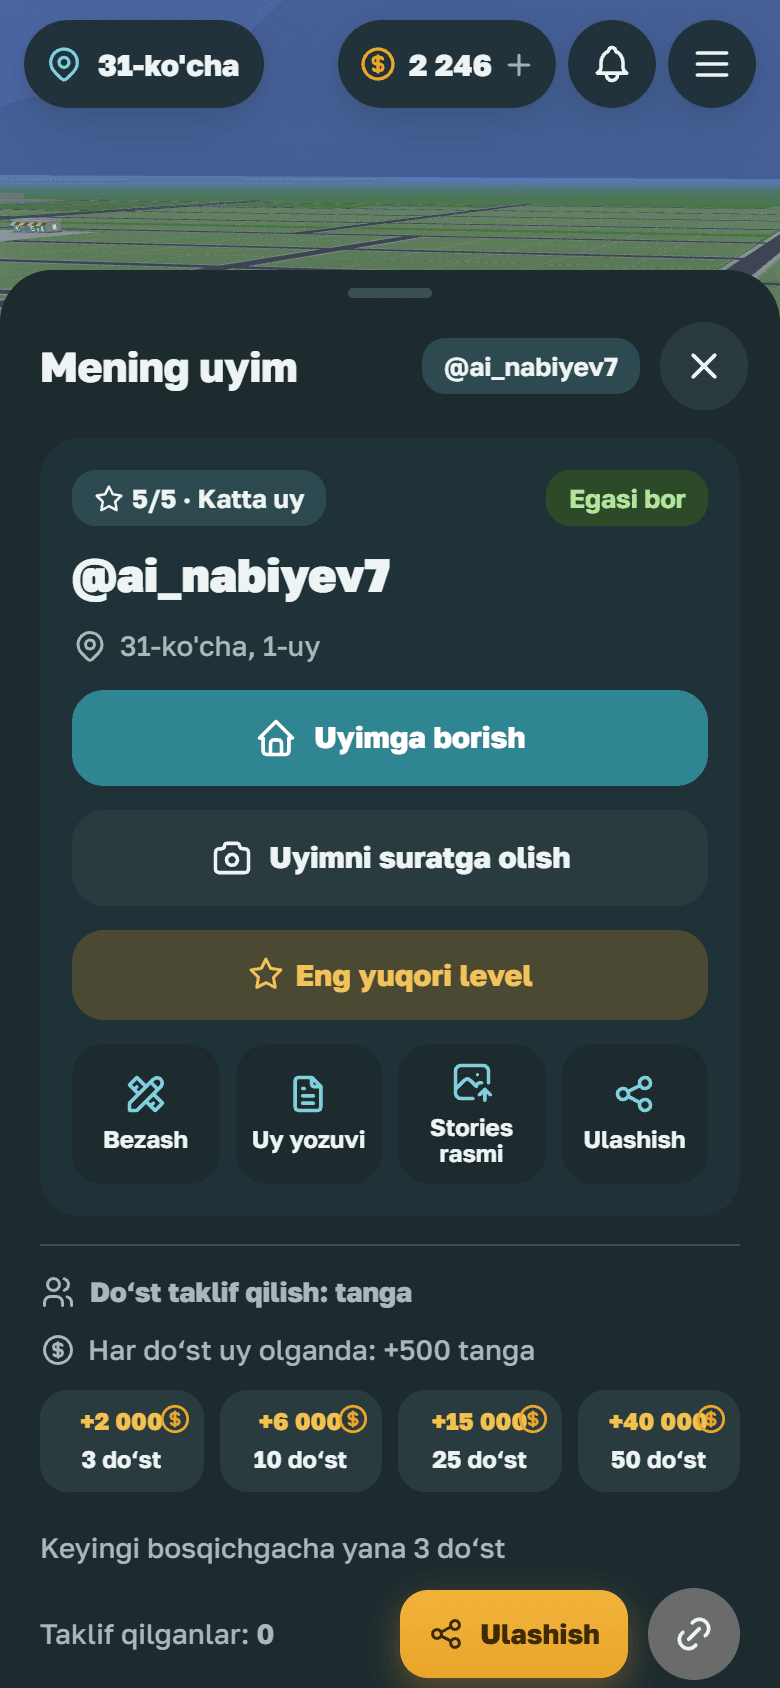 31-ko'cha
2 246
Mening uyim
@ai_nabiyev7
5/5 · Katta uy
Egasi bor
@ai_nabiyev7
31-ko'cha, 1-uy
Uyimga borish
Uyimni suratga olish
Eng yuqori level
Bezash
Uy yozuvi
Stories
rasmi
Ulashish
Do‘st taklif qilish: tanga
Har do‘st uy olganda: +500 tanga
+2 000
3 do‘st
+6 000
10 do‘st
+15 000
25 do‘st
+40 000
50 do‘st
Keyingi bosqichgacha yana 3 do‘st
Taklif qilganlar: 0
Ulashish